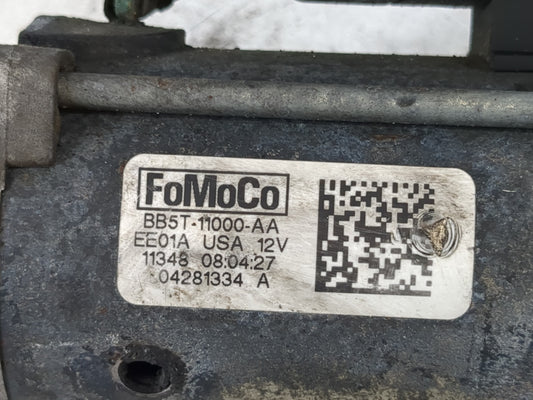 FoMoCo
BB5T-11000-AA
EE01A USA 12V
11348 08:04:27
04281334 A